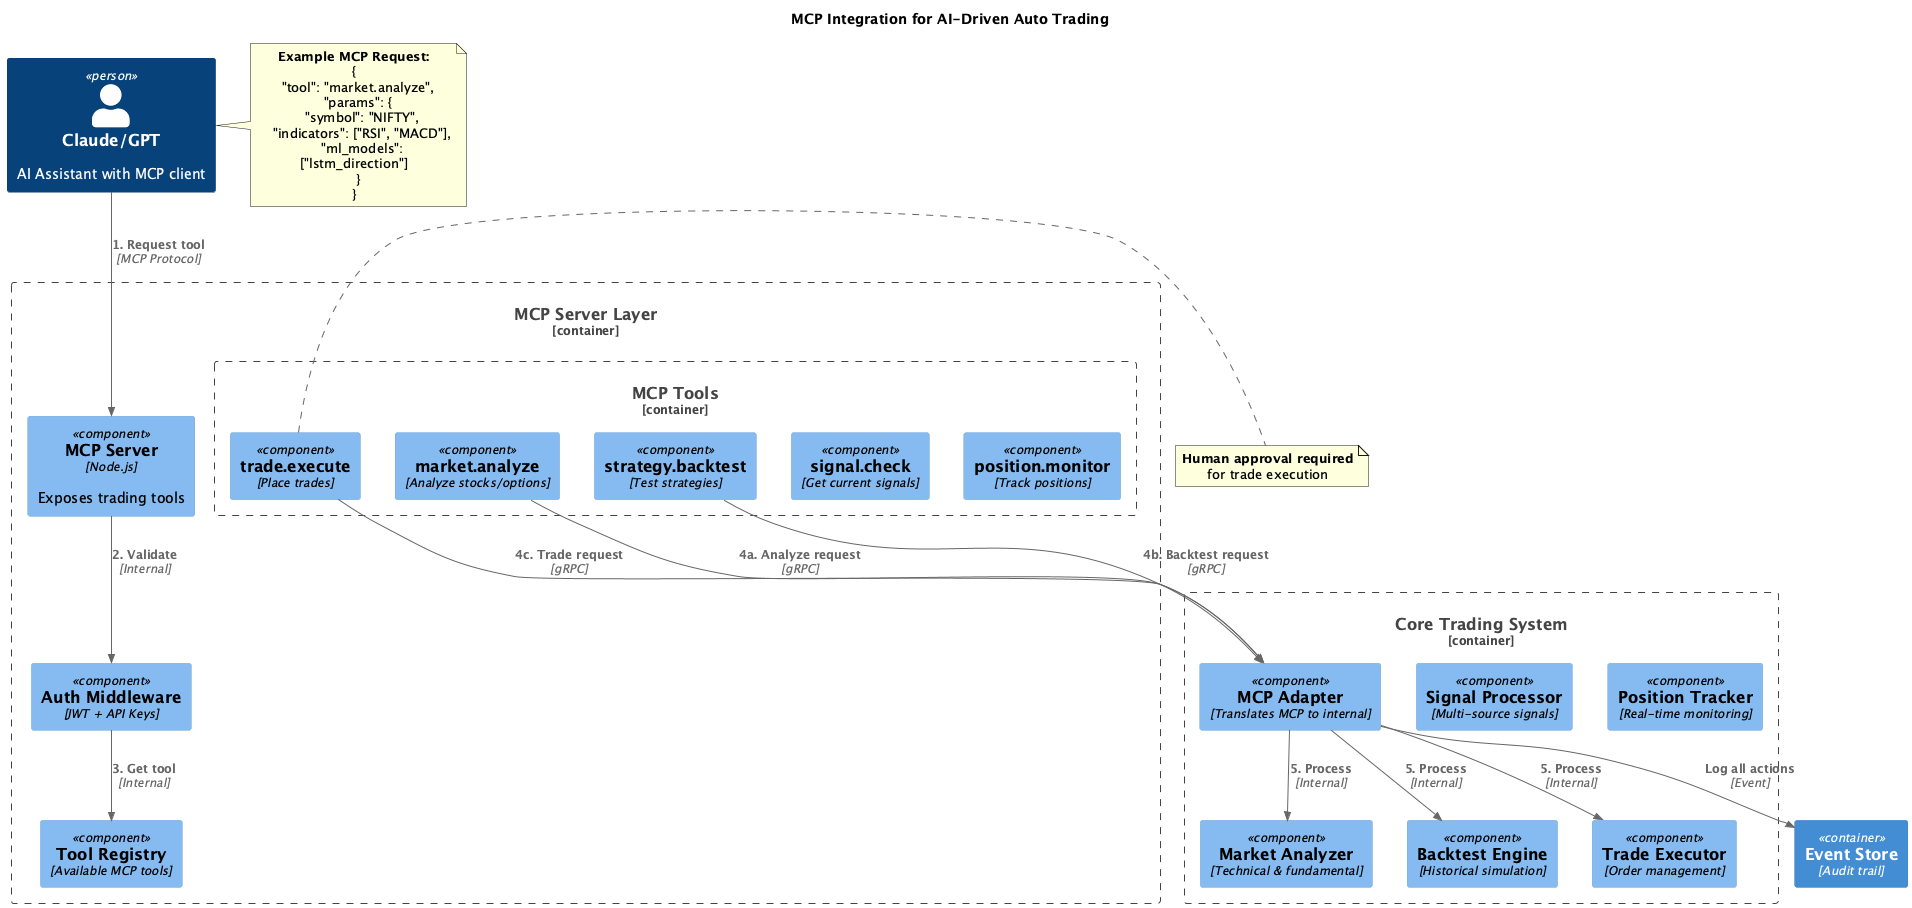 MCP Integration for AI-Driven Auto Trading
«person»
Claude/GPT
AI Assistant with MCP client
Example MCP Request:
{
"tool": "market.analyze",
"params": {
"symbol": "NIFTY",
"indicators": ["RSI", "MACD"],
"ml_models":
["lstm_direction"]
}
}
1. Request tool
[MCP Protocol]
MCP Server Layer
[container]
MCP Tools
[container]
«component»
MCP Server
[Node.js]
Exposes trading tools
«component»
trade.execute
[Place trades]
«component»
market.analyze
[Analyze stocks/options]
«component»
strategy.backtest
[Test strategies]
«component»
signal.check
[Get current signals]
«component»
position.monitor
[Track positions]
Human approval required
for trade execution
2. Validate
[Internal]
4c. Trade request
[gRPC]
4a. Analyze request
[gRPC]
4b. Backtest request
[gRPC]
Core Trading System
[container]
«component»
Auth Middleware
[JWT + API Keys]
«component»
MCP Adapter
[Translates MCP to internal]
«component»
Signal Processor
[Multi-source signals]
«component»
Position Tracker
[Real-time monitoring]
3. Get tool
[Internal]
5. Process
[Internal]
5. Process
[Internal]
5. Process
[Internal]
Log all actions
[Event]
«component»
Tool Registry
[Available MCP tools]
«component»
Market Analyzer
[Technical & fundamental]
«component»
Backtest Engine
[Historical simulation]
«component»
Trade Executor
[Order management]
«container»
Event Store
[Audit trail]